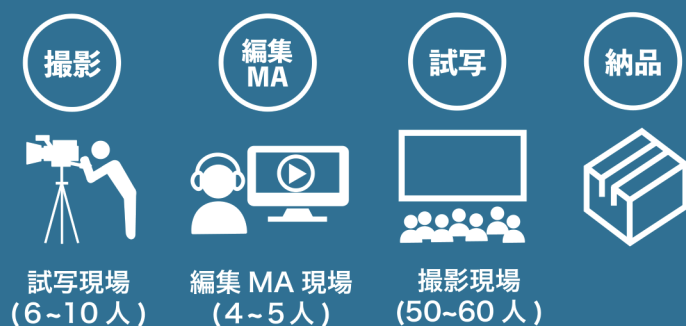 撮影
編集
MA
試写
納品
試写現場
(6~10人)
編集 MA 現場
(4~5人)
撮影現場
(50~60人)